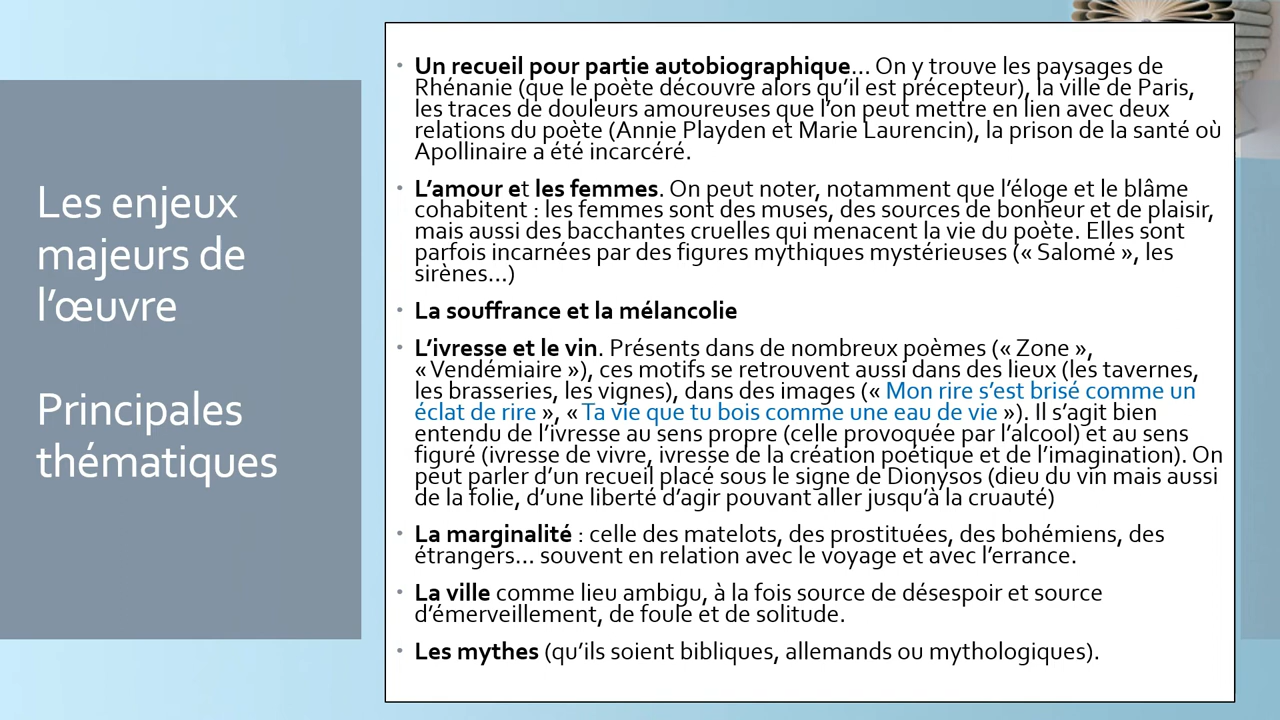 Les enjeux
majeurs de
l’œuvre
Principales
thématiques
• Un recueil pour partie autobiographique… On y trouve les paysages de
Rhénanie (que le poète découvre alors qu’il est précepteur), la ville de Paris,
les traces de douleurs amoureuses que l’on peut mettre en lien avec deux
relations du poète (Annie Playden et Marie Laurencin), la prison de la santé où
Apollinaire a été incarcéré.
• L’amour et les femmes. On peut noter, notamment que l’éloge et le blâme
cohabitent : les femmes sont des muses, des sources de bonheur et de plaisir,
mais aussi des bacchantes cruelles qui menacent la vie du poète. Elles sont
parfois incarnées par des figures mythiques mystérieuses (« Salomé », les
sirènes…)
• La souffrance et la mélancolie
• L’ivresse et le vin. Présents dans de nombreux poèmes (« Zone »,
« Vendémiaire »), ces motifs se retrouvent aussi dans des lieux (les tavernes,
les brasseries, les vignes), dans des images (« Mon rire s’est brisé comme un
éclat de rire », « Ta vie que tu bois comme une eau de vie »). Il s’agit bien
entendu de l’ivresse au sens propre (celle provoquée par l’alcool) et au sens
figuré (ivresse de vivre, ivresse de la création poétique et de l’imagination). On
peut parler d’un recueil placé sous le signe de Dionysos (dieu du vin mais aussi
de la folie, d’une liberté d’agir pouvant aller jusqu’à la cruauté)
• La marginalité : celle des matelots, des prostituées, des bohémiens, des
étrangers… souvent en relation avec le voyage et avec l’errance.
• La ville comme lieu ambigu, à la fois source de désespoir et source
d’émerveillement, de foule et de solitude.
• Les mythes (qu’ils soient bibliques, allemands ou mythologiques).